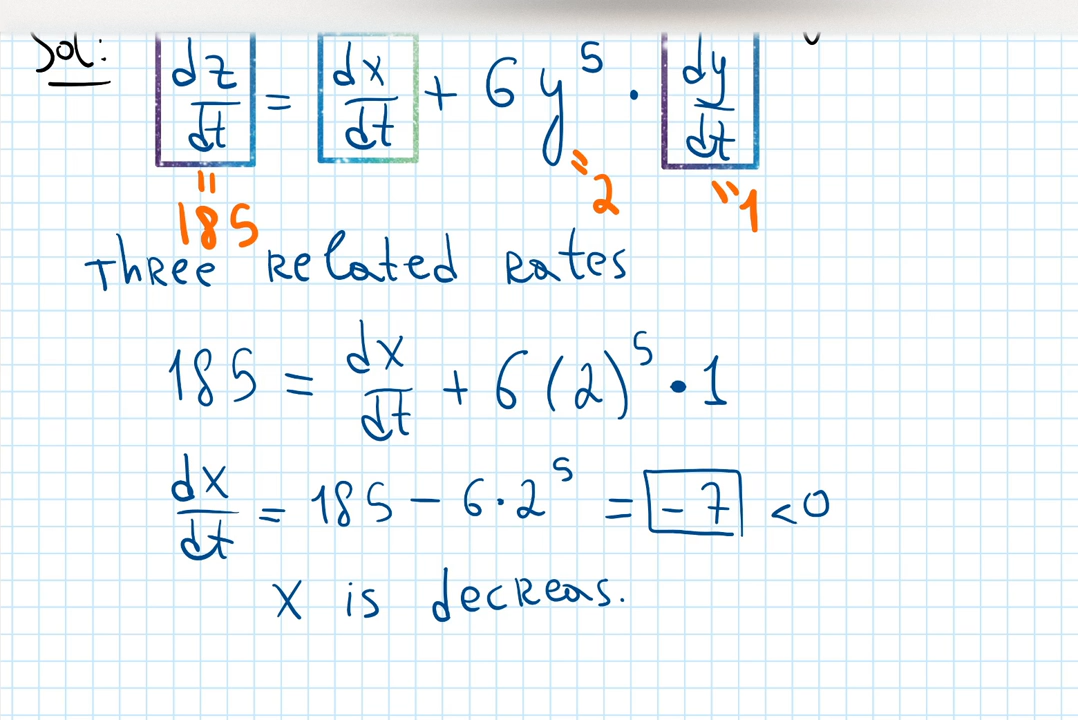 Sol: dz/dt = dx/dt + 6y^5 · dy/dt
= 185 = 2 = 1
Three Related Rates
185 = dx/dt + 6(2)^5 · 1
dx/dt = 185 - 6·2^5 = -7 < 0
x is decreas.